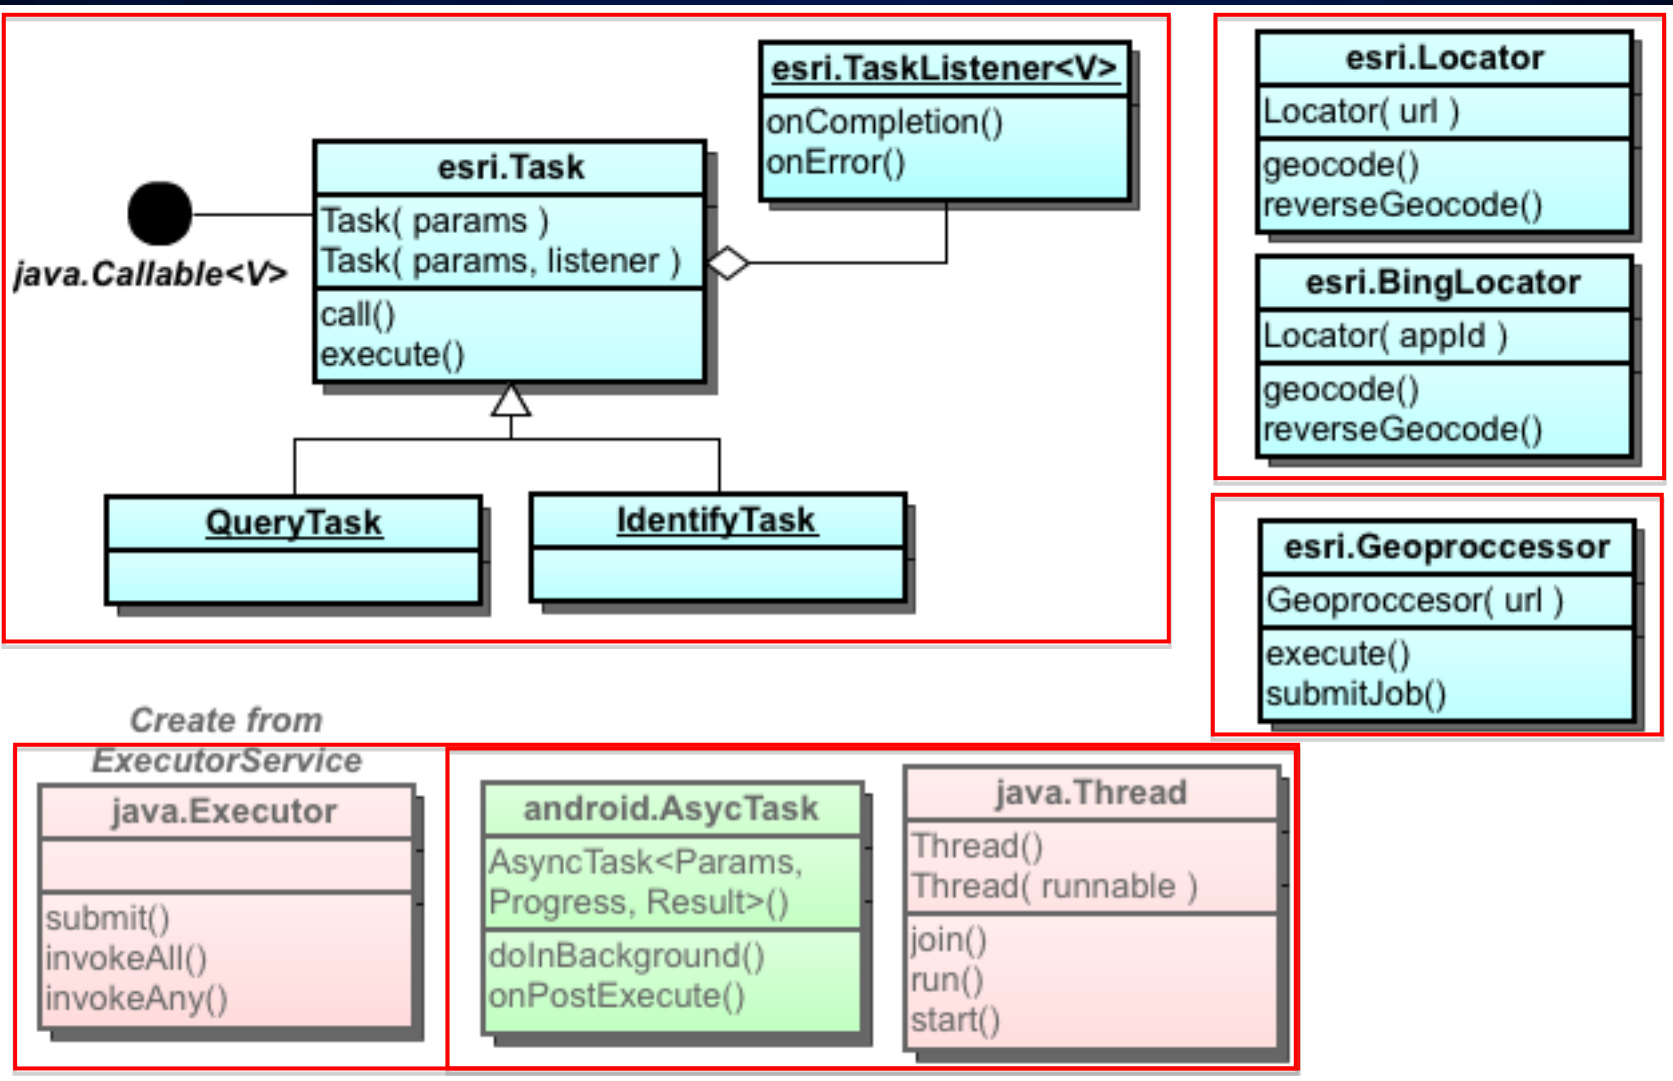 esri.TaskListener<V>
onCompletion()
onError()
esri.Task
Task( params )
Task( params, listener )
call()
execute()
java.Callable<V>
QueryTask
IdentifyTask
esri.Locator
Locator( url )
geocode()
reverseGeocode()
esri.BingLocator
Locator( appId )
geocode()
reverseGeocode()
esri.Geoproccessor
Geoproccesor( url )
execute()
submitJob()
Create from
ExecutorService
java.Executor
submit()
invokeAll()
invokeAny()
android.AsycTask
AsyncTask<Params,
Progress, Result>()
doInBackground()
onPostExecute()
java.Thread
Thread()
Thread( runnable )
join()
run()
start()